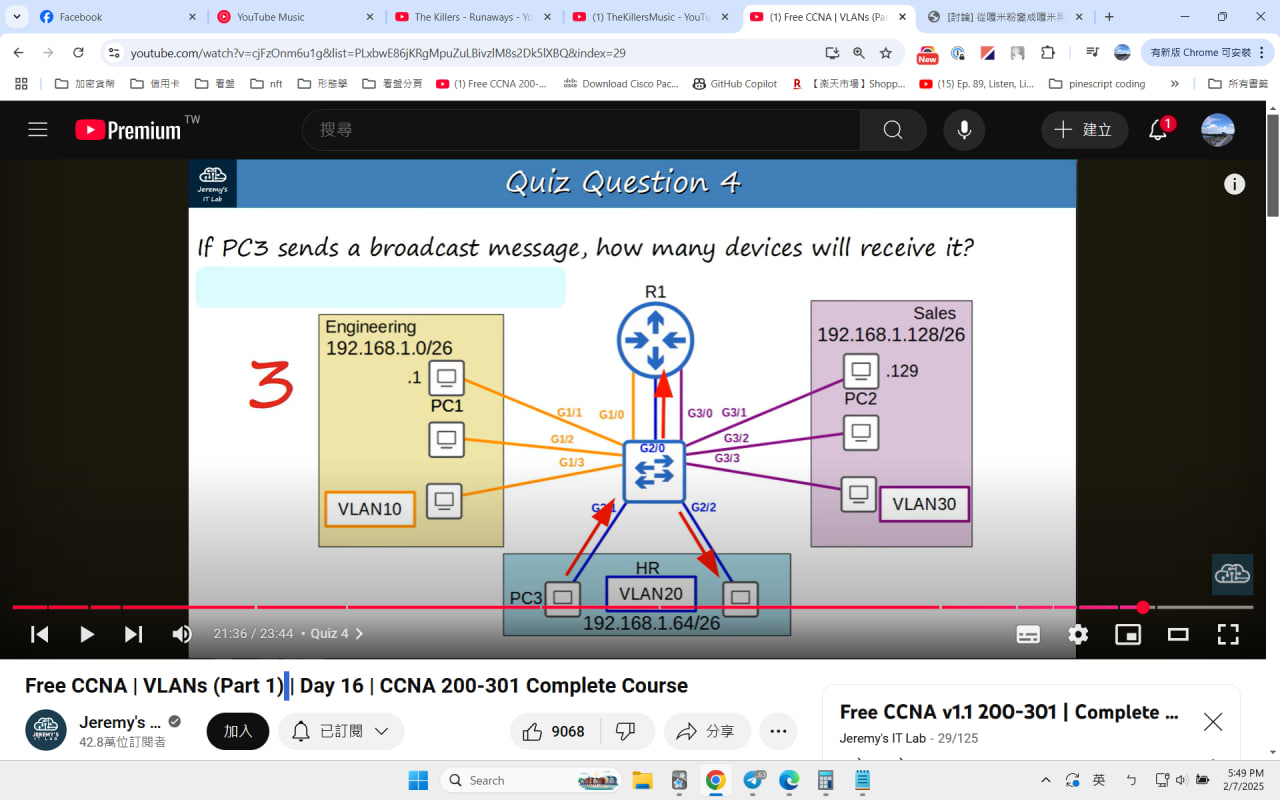 Facebook
YouTube Music
The Killers - Runaways - Yo
(1) TheKillersMusic - YouTu
(1) Free CCNA | VLANs (Par
[討論] 從嘎米粉變成嘎米黑
youtube.com/watch?v=cjFzOnm6u1g&list=PLxbwE86jKRgMpuZuLBivzlM8s2Dk5lXBQ&index=29
New
有新版 Chrome 可安裝
加密貨幣
信用卡
看盤
nft
形態學
看盤分頁
(1) Free CCNA 200-...
Download Cisco Pac...
GitHub Copilot
【楽天市場】Shopp...
(15) Ep. 89, Listen, Li...
pinescript coding
所有書籤
Premium TW
搜尋
建立
1
Jeremy's
IT Lab
Quiz Question 4
If PC3 sends a broadcast message, how many devices will receive it?
3
Engineering
192.168.1.0/26
.1
PC1
VLAN10
R1
G1/1
G1/0
G3/0
G3/1
G1/2
G2/0
G3/2
G1/3
G3/3
G2/2
Sales
192.168.1.128/26
.129
PC2
VLAN30
HR
PC3
VLAN20
192.168.1.64/26
21:36 / 23:44 • Quiz 4
Free CCNA | VLANs (Part 1) | Day 16 | CCNA 200-301 Complete Course
JEREMY'S
IT LAB
Jeremy's ...
42.8萬位訂閱者
加入
已訂閱
9068
分享
Free CCNA v1.1 200-301 | Complete ...
Jeremy's IT Lab - 29/125
Search
英
5:49 PM
2/7/2025